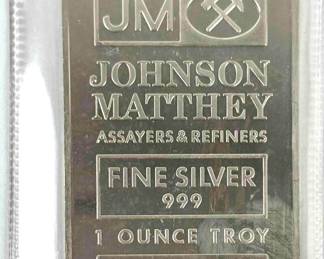 JM
JOHNSON
MATTHEY
ASSAYERS & REFINERS
FINE SILVER
999
1 OUNCE TROY